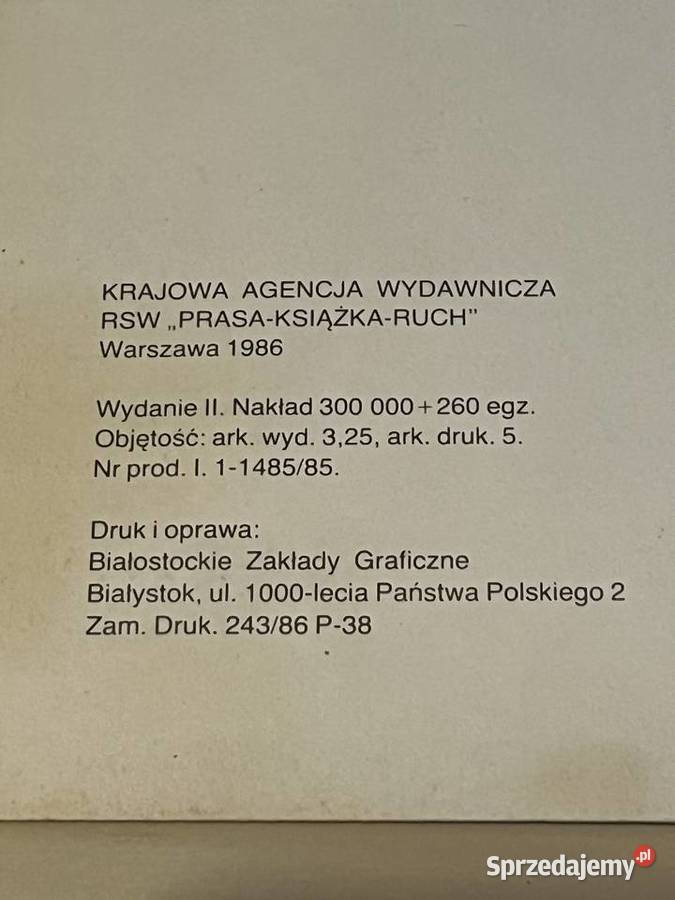 KRAJOWA AGENCJA WYDAWNICZA
RSW „PRASA-KSIĄŻKA-RUCH”
Warszawa 1986
Wydanie II. Nakład 300 000+260 egz.
Objętość: ark. wyd. 3,25, ark. druk. 5.
Nr prod. I. 1-1485/85.
Druk i oprawa:
Białostockie Zakłady Graficzne
Białystok, ul. 1000-lecia Państwa Polskiego 2
Zam. Druk. 243/86 P-38
Sprzedajemy.pl